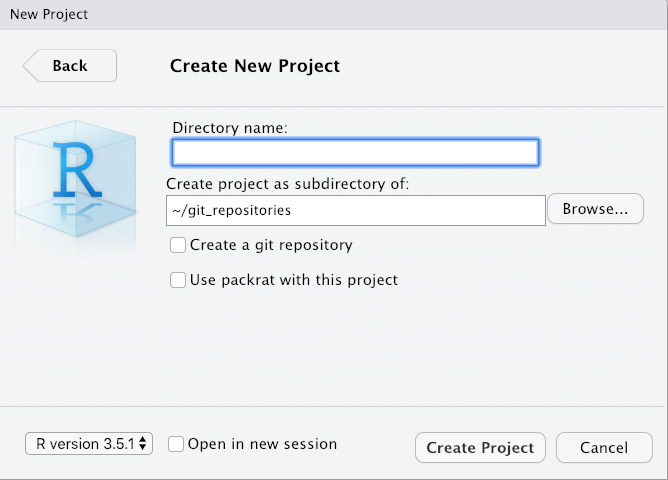 New Project
Back
Create New Project
R
Directory name:
Create project as subdirectory of:
~/git_repositories
Browse...
Create a git repository
Use packrat with this project
R version 3.5.1
Open in new session
Create Project
Cancel